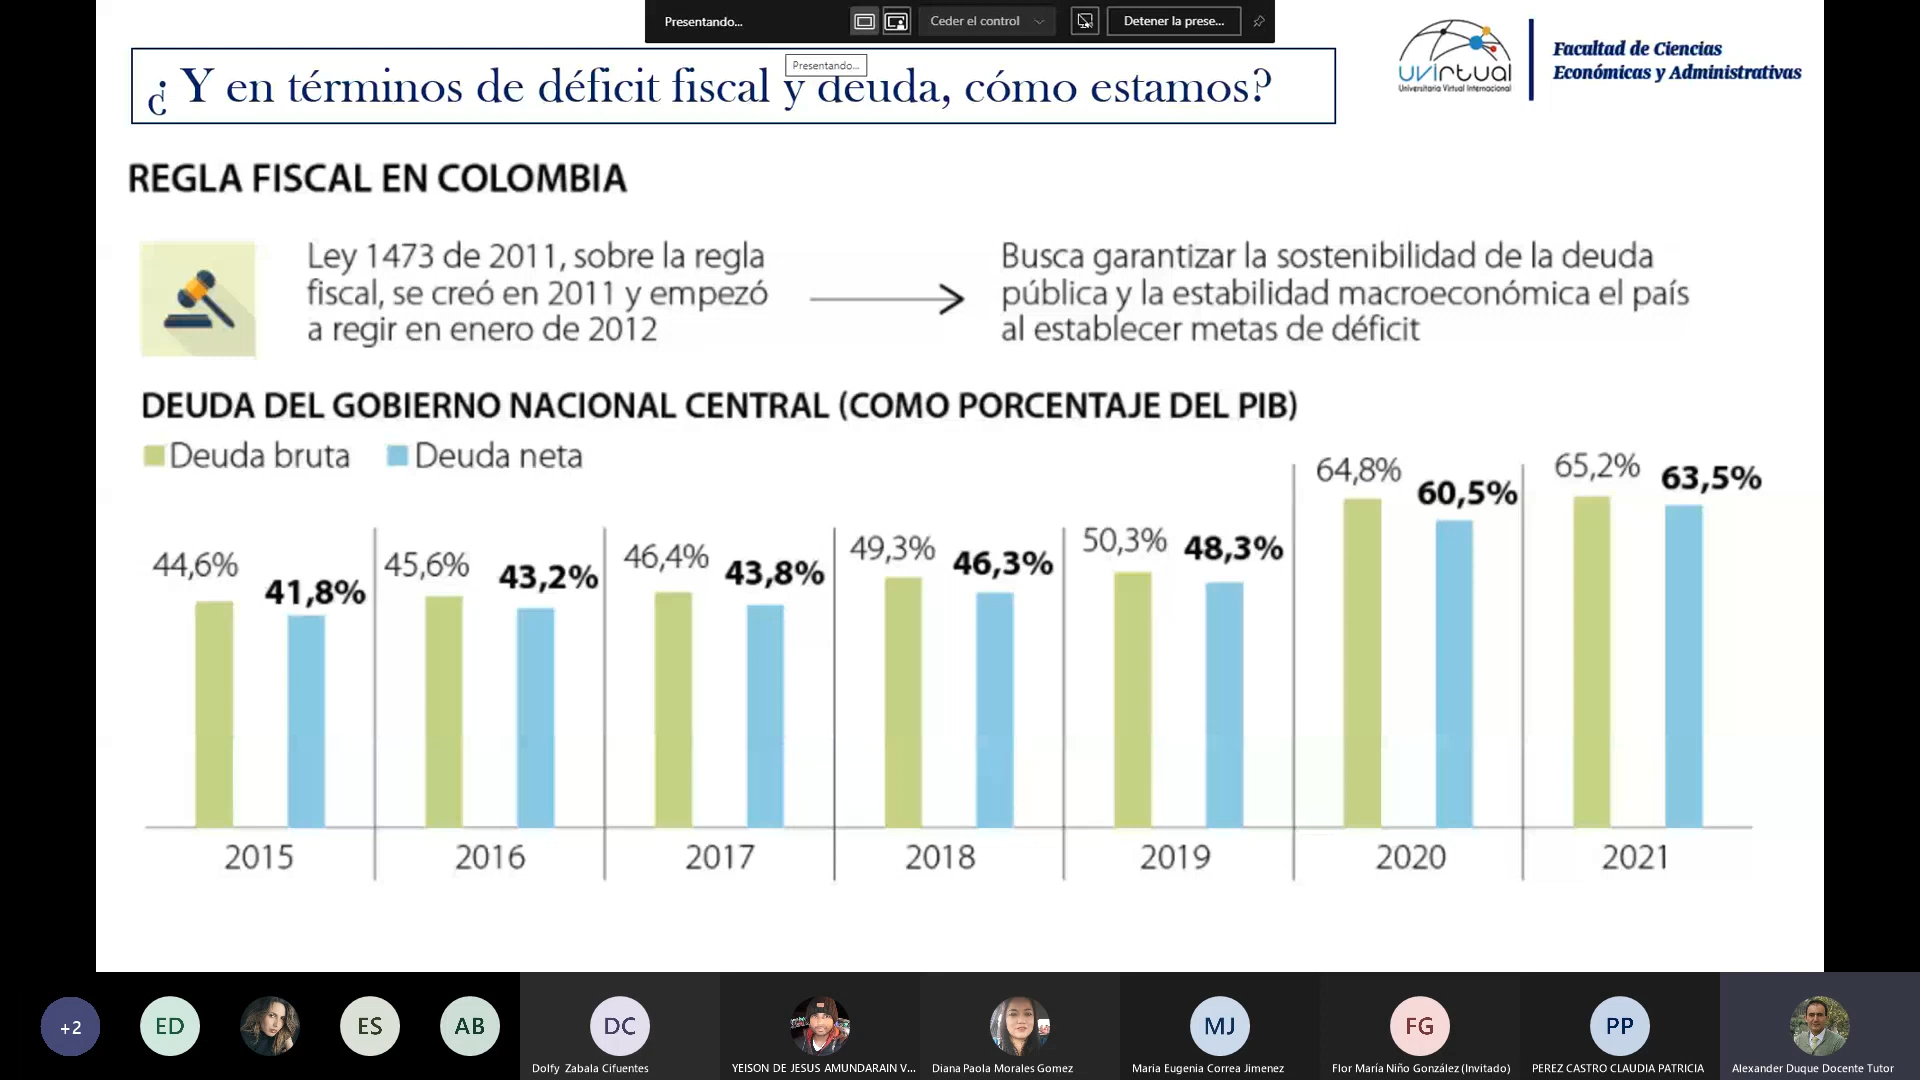 Presentando...
Ceder el control
Detener la prese...
Presentando...
¿ Y en términos de déficit fiscal y deuda, cómo estamos?
uvirtual
Universitaria Virtual Internacional
Facultad de Ciencias
Económicas y Administrativas
REGLA FISCAL EN COLOMBIA
Ley 1473 de 2011, sobre la regla
fiscal, se creó en 2011 y empezó
a regir en enero de 2012
Busca garantizar la sostenibilidad de la deuda
pública y la estabilidad macroeconómica el país
al establecer metas de déficit
DEUDA DEL GOBIERNO NACIONAL CENTRAL (COMO PORCENTAJE DEL PIB)
Deuda bruta Deuda neta
44,6% 41,8% 45,6% 43,2% 46,4% 43,8% 49,3% 46,3% 50,3% 48,3% 64,8% 60,5% 65,2% 63,5%
2015 2016 2017 2018 2019 2020 2021
+2 ED ES AB DC MJ FG PP
Dolfy Zabala Cifuentes YEISON DE JESUS AMUNDARAIN V... Diana Paola Morales Gomez Maria Eugenia Correa Jimenez Flor María Niño González (Invitado) PEREZ CASTRO CLAUDIA PATRICIA Alexander Duque Docente Tutor